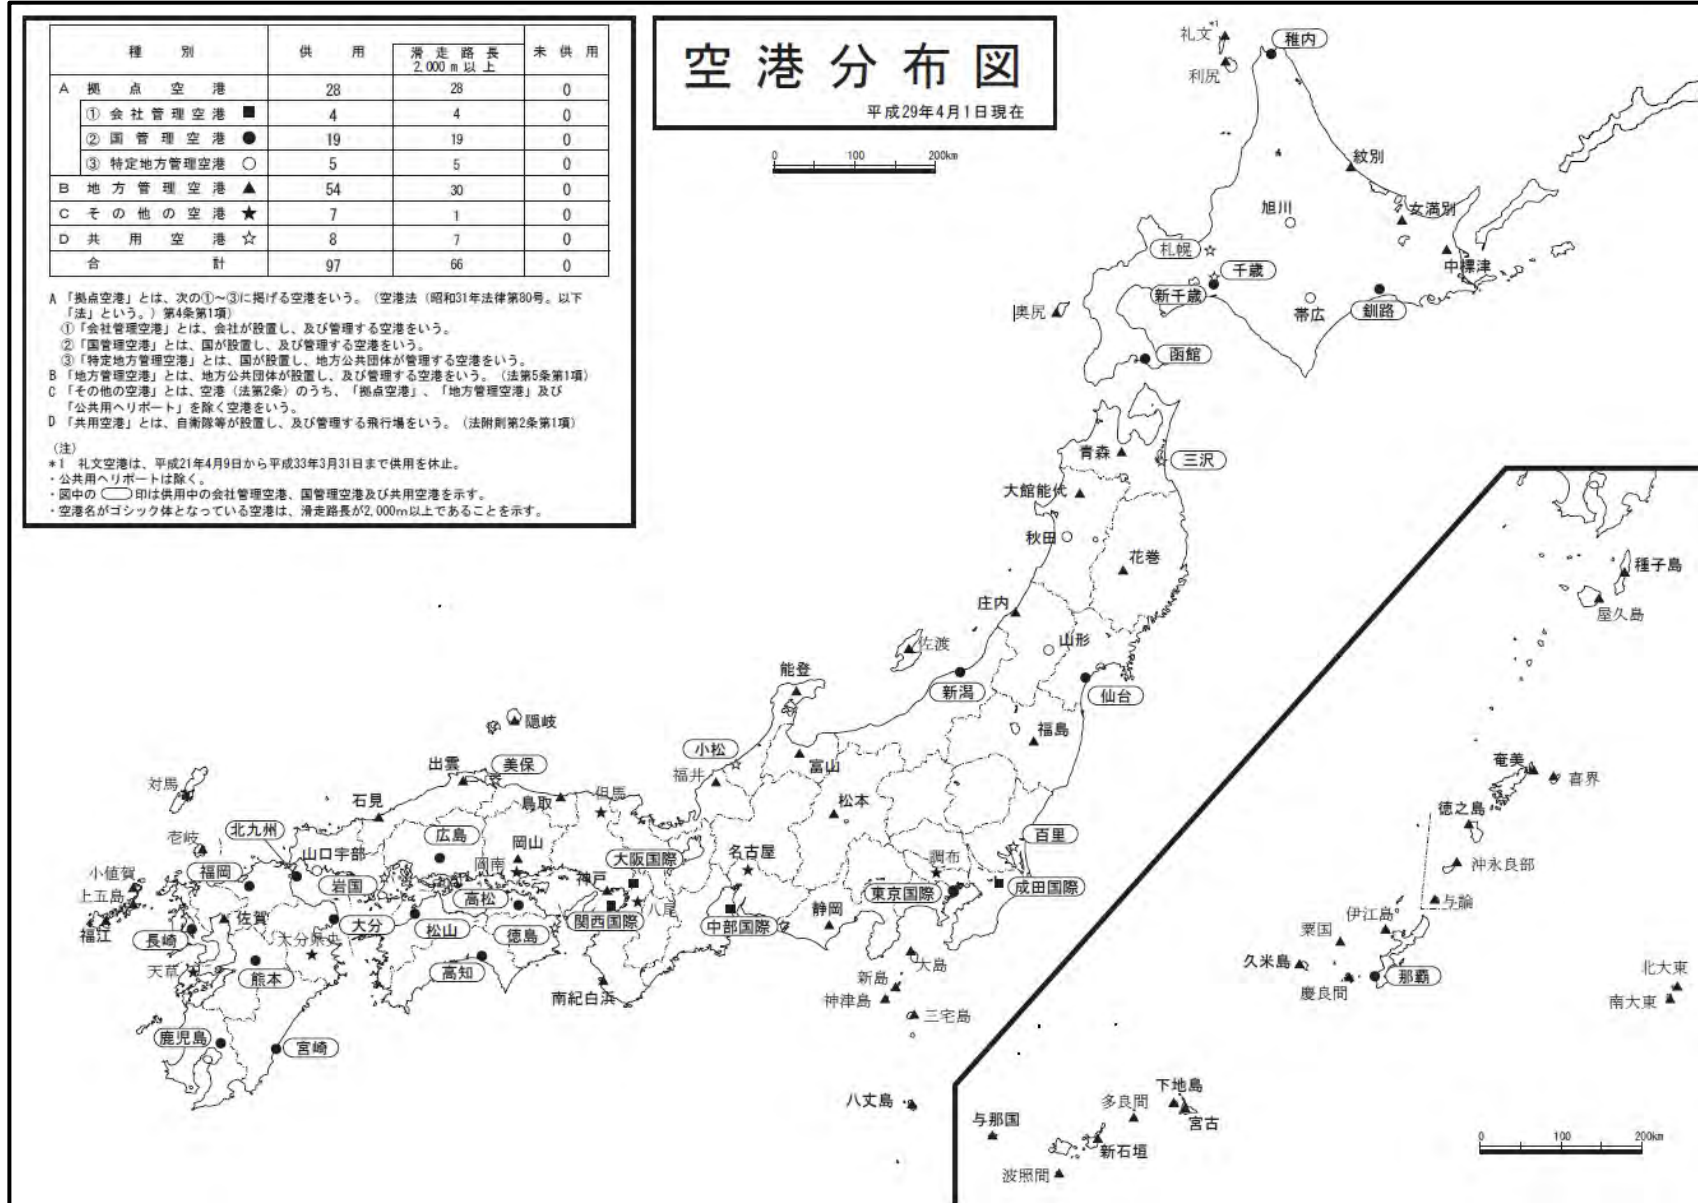 種別 供用 滑走路長2,000m以上 未供用
A 拠点空港 28 28 0
① 会社管理空港 ■ 4 4 0
② 国管理空港 ● 19 19 0
③ 特定地方管理空港 ○ 5 5 0
B 地方管理空港 ▲ 54 30 0
C その他の空港 ★ 7 1 0
D 共用空港 ☆ 8 7 0
合計 97 66 0
A 「拠点空港」とは、次の①~③に掲げる空港をいう。(空港法(昭和31年法律第80号。以下
「法」という。)第4条第1項)
①「会社管理空港」とは、会社が設置し、及び管理する空港をいう。
②「国管理空港」とは、国が設置し、及び管理する空港をいう。
③「特定地方管理空港」とは、国が設置し、地方公共団体が管理する空港をいう。
B 「地方管理空港」とは、地方公共団体が設置し、及び管理する空港をいう。(法第5条第1項)
C 「その他の空港」とは、空港(法第2条)のうち、「拠点空港」、「地方管理空港」及び
「公共用ヘリポート」を除く空港をいう。
D 「共用空港」とは、自衛隊等が設置し、及び管理する飛行場をいう。(法附則第2条第1項)
(注)
*1 礼文空港は、平成21年4月9日から平成33年3月31日まで供用を休止。
・公共用ヘリポートは除く。
・図中の 印は供用中の会社管理空港、国管理空港及び共用空港を示す。
・空港名がゴシック体となっている空港は、滑走路長が2,000m以上であることを示す。
空港分布図
平成29年4月1日現在
0 100 200km
礼文*1
稚内
利尻
紋別
旭川
女満別
札幌
千歳
中標津
新千歳
帯広
釧路
奥尻
函館
青森
三沢
大館能代
秋田
花巻
庄内
佐渡
山形
新潟
仙台
能登
福島
隠岐
小松
富山
福井
出雲
美保
対馬
石見
鳥取
但馬
松本
北九州
広島
岡山
百里
壱岐
山口宇部
岡南
大阪国際
名古屋
調布
小値賀
福岡
岩国
神戸
東京国際
成田国際
上五島
高松
八尾
福江
佐賀
大分
松山
徳島
関西国際
中部国際
静岡
長崎
大分県央
高知
天草
熊本
南紀白浜
大島
新島
神津島
三宅島
鹿児島
宮崎
八丈島
種子島
屋久島
奄美
喜界
徳之島
沖永良部
与論
伊江島
粟国
久米島
慶良間
那覇
北大東
南大東
下地島
多良間
宮古
与那国
新石垣
波照間
0 100 200km